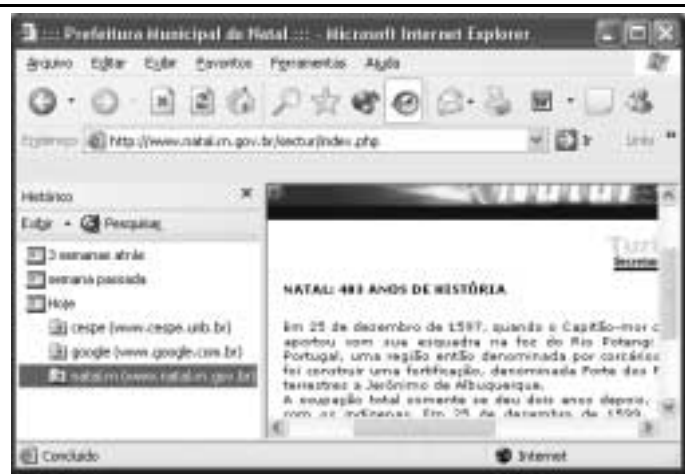 ::: Prefeitura Municipal de Natal ::: - Microsoft Internet Explorer
Arquivo Editar Exibir Favoritos Ferramentas Ajuda
Endereço http://www.natal.rn.gov.br/sectur/index.php Ir Links »
Histórico
Exibir Pesquisar
3 semanas atrás
semana passada
Hoje
cespe (www.cespe.unb.br)
google (www.google.com.br)
natal.rn (www.natal.rn.gov.br)
NATAL: 403 ANOS DE HISTÓRIA
Em 25 de dezembro de 1597, quando o Capitão-mor
aportou com sua esquadra na foz do Rio Potengi
Portugal, uma região então denominada por corsários
foi construir uma fortificação, denominada Forte dos
terrestres a Jerônimo de Albuquerque.
A ocupação total somente se deu dois anos depois,
com os indígenas. Em 25 de dezembro de 1599,
Concluído Internet